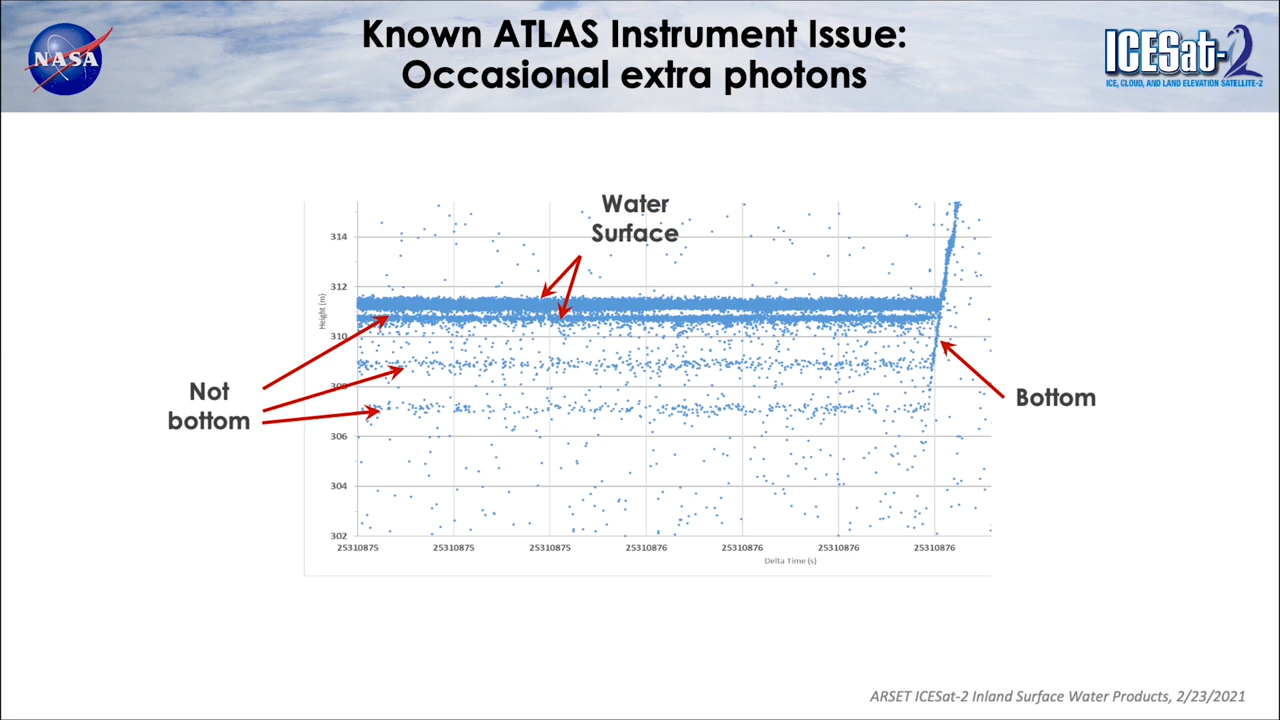 Known ATLAS Instrument Issue:
Occasional extra photons
NASA
ICESat-2
ICE, CLOUD, AND LAND ELEVATION SATELLITE-2
Water
Surface
314
312
310
308
306
304
302
Height (m)
Not
bottom
Bottom
25310875
25310875
25310875
25310876
25310876
25310876
25310876
Delta Time (s)
ARSET ICESat-2 Inland Surface Water Products, 2/23/2021